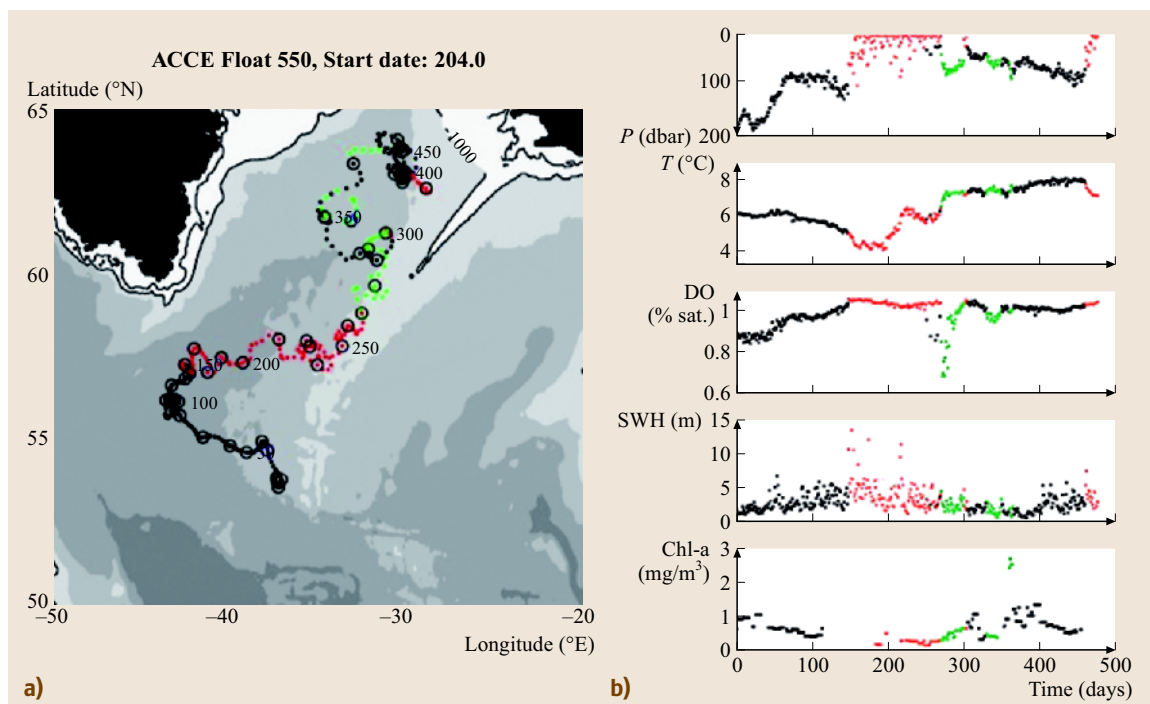 ACCE Float 550, Start date: 204.0
Latitude (°N)
65
60
55
50
−50
−40
−30
−20
Longitude (°E)
1000
450
400
350
300
250
200
150
100
a)
0
100
P (dbar) 200
T (°C)
8
6
4
DO
(% sat.)
1
0.8
0.6
SWH (m) 15
10
5
0
Chl-a
(mg/m³)
3
2
1
0
0 100 200 300 400 500
Time (days)
b)